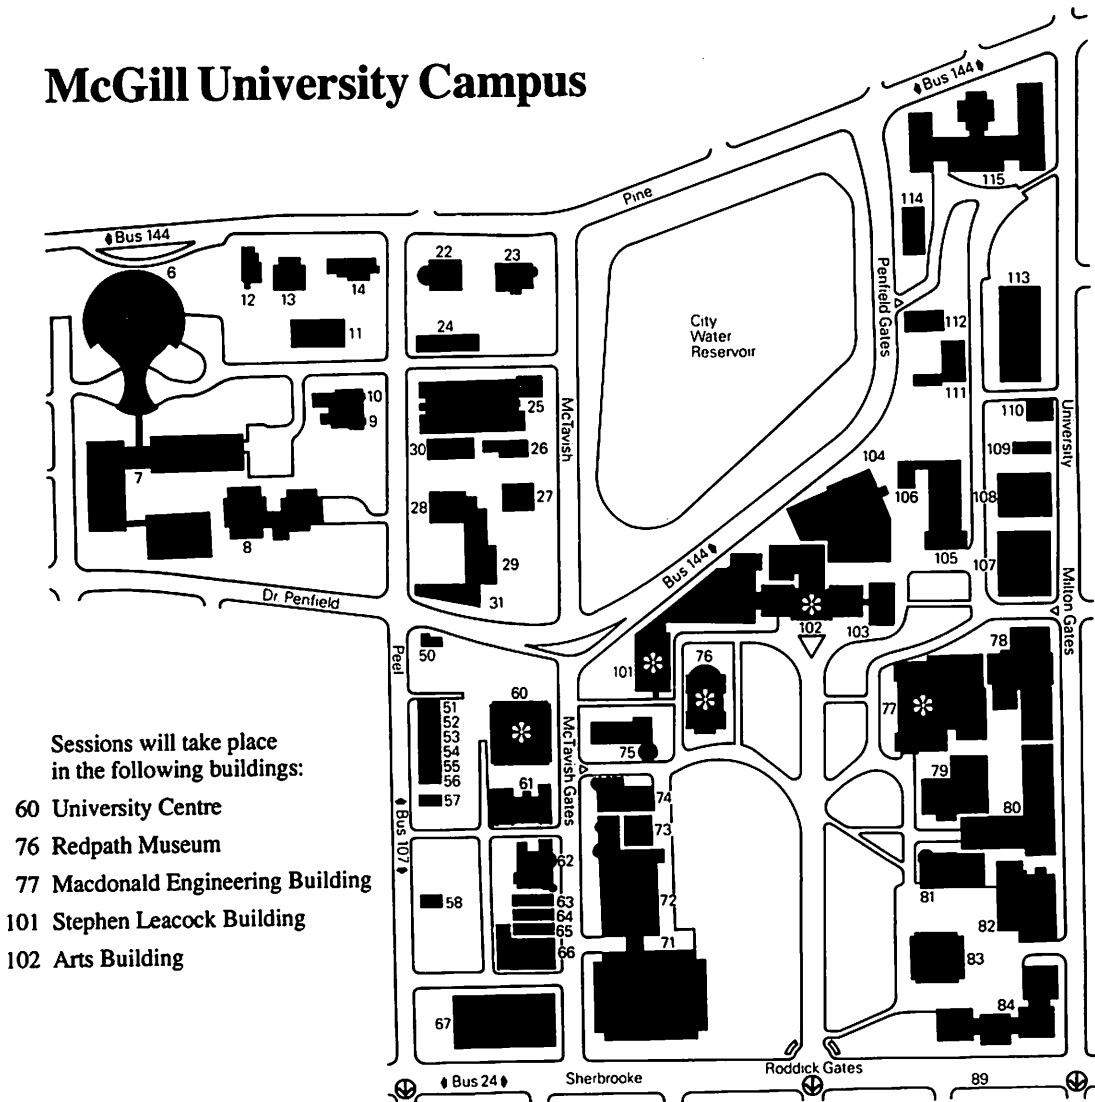 McGill University Campus
Bus 144
Pine
115
114
Bus 144
6
12
13
14
11
22
23
24
Penfield Gates
113
City
Water
Reservoir
112
111
10
9
25
McTavish
110
University
30
26
109
7
104
106
108
28
27
8
105
107
29
Bus 144
31
Dr Penfield
102
103
Milton Gates
50
Peel
101
76
78
60
77
51
52
53
54
55
56
57
McTavish Gates
75
61
79
74
80
73
Sessions will take place
in the following buildings:
60 University Centre
76 Redpath Museum
77 Macdonald Engineering Building
101 Stephen Leacock Building
102 Arts Building
Bus 107
62
58
63
64
65
66
72
71
81
82
83
67
84
Bus 24
Sherbrooke
Roddick Gates
89